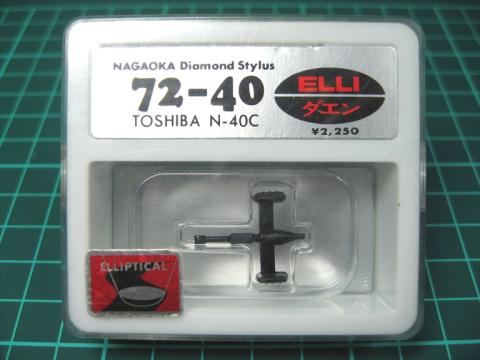 NAGAOKA Diamond Stylus
72-40
TOSHIBA N-40C
ELLI
ダエン
¥2,250
ELLIPTICAL